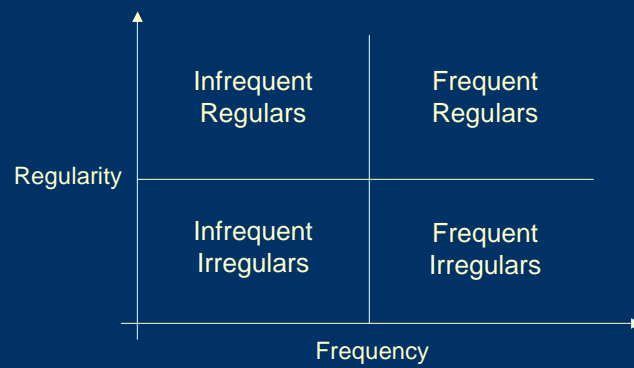 Infrequent
Regulars
Frequent
Regulars
Regularity
Infrequent
Irregulars
Frequent
Irregulars
Frequency